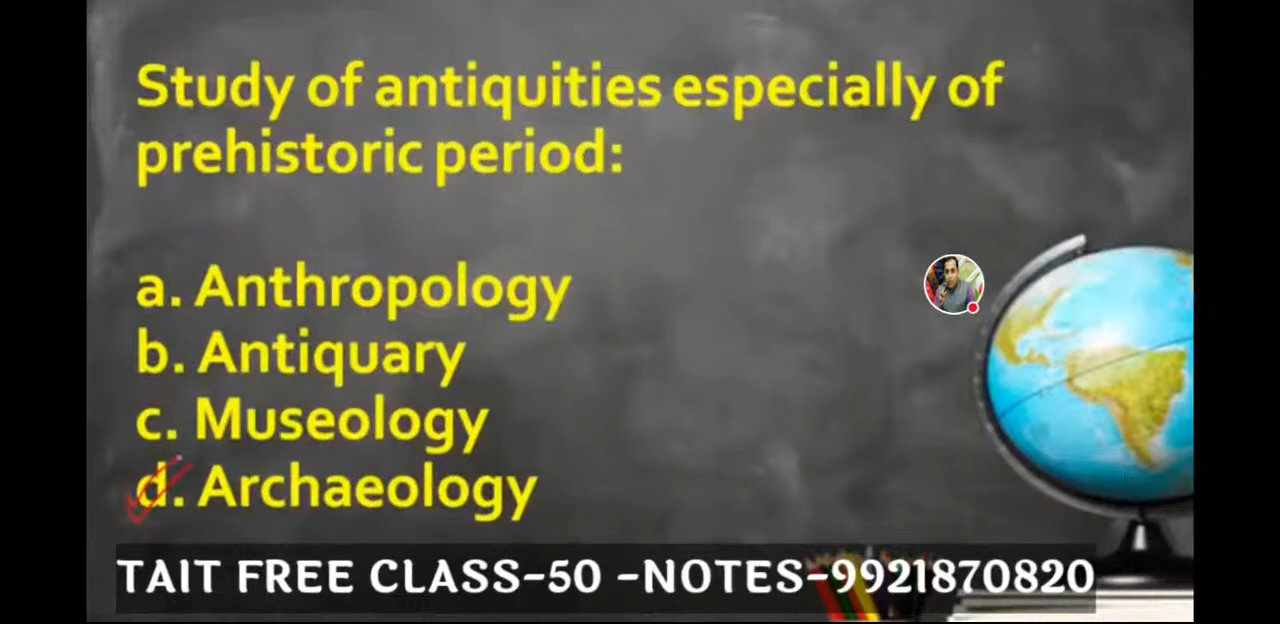 Study of antiquities especially of
prehistoric period:
a. Anthropology
b. Antiquary
c. Museology
d. Archaeology
TAIT FREE CLASS-50 -NOTES-9921870820